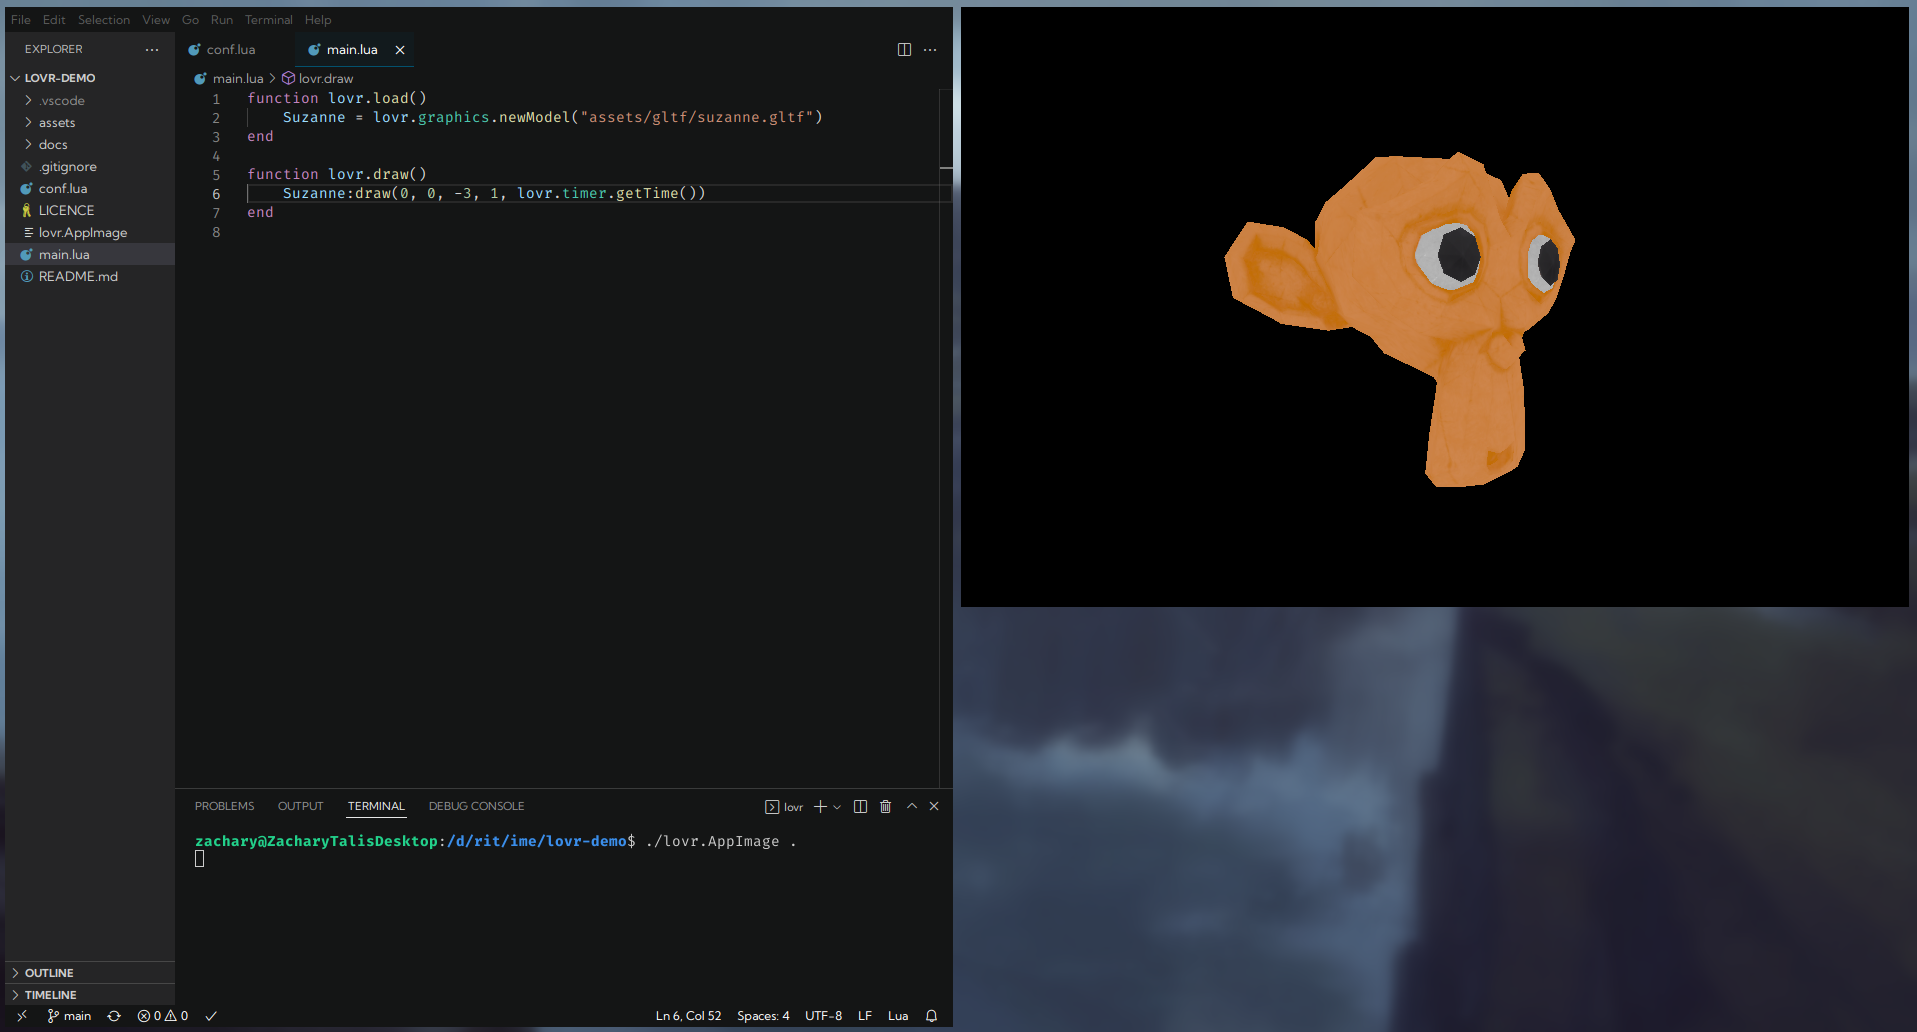 File Edit Selection View Go Run Terminal Help
EXPLORER
LOVR-DEMO
.vscode
assets
docs
.gitignore
conf.lua
LICENCE
lovr.AppImage
main.lua
README.md
OUTLINE
TIMELINE
conf.lua main.lua
main.lua > lovr.draw
1 function lovr.load()
2     Suzanne = lovr.graphics.newModel("assets/gltf/suzanne.gltf")
3 end
4
5 function lovr.draw()
6     Suzanne:draw(0, 0, -3, 1, lovr.timer.getTime())
7 end
8
PROBLEMS OUTPUT TERMINAL DEBUG CONSOLE lovr
zachary@ZacharyTalisDesktop:/d/rit/ime/lovr-demo$ ./lovr.AppImage .
main 0 0 Ln 6, Col 52 Spaces: 4 UTF-8 LF Lua